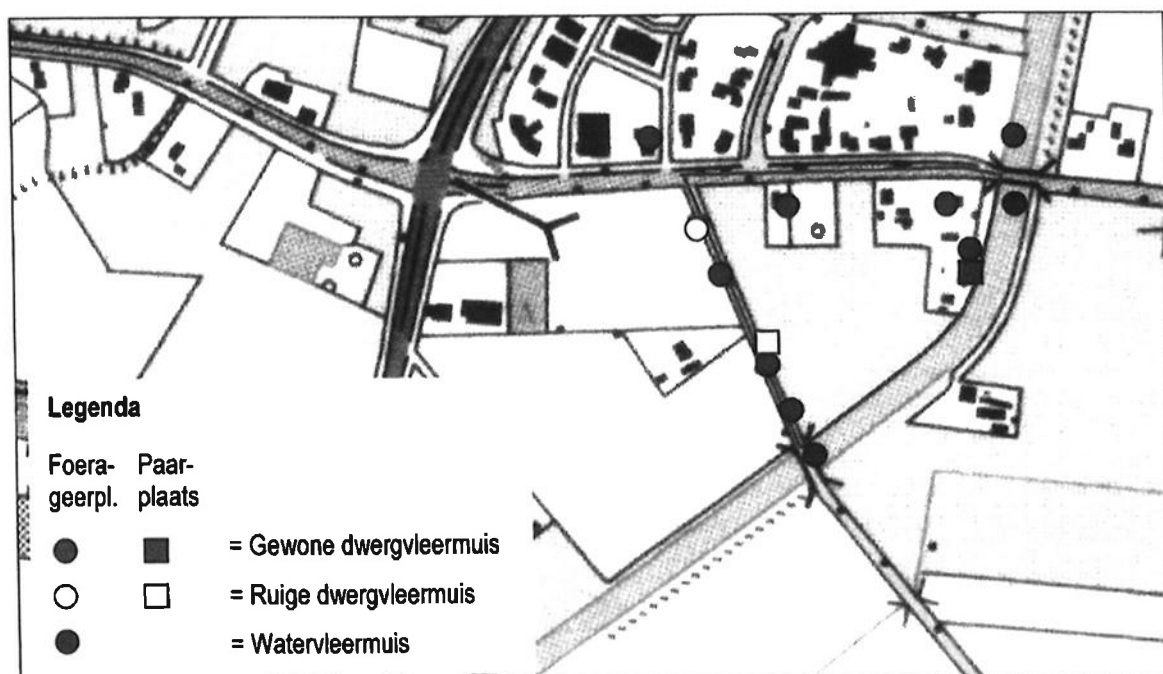 Legenda
Foera- Paar-
geerpl. plaats
= Gewone dwergvleermuis
= Ruige dwergvleermuis
= Watervleermuis